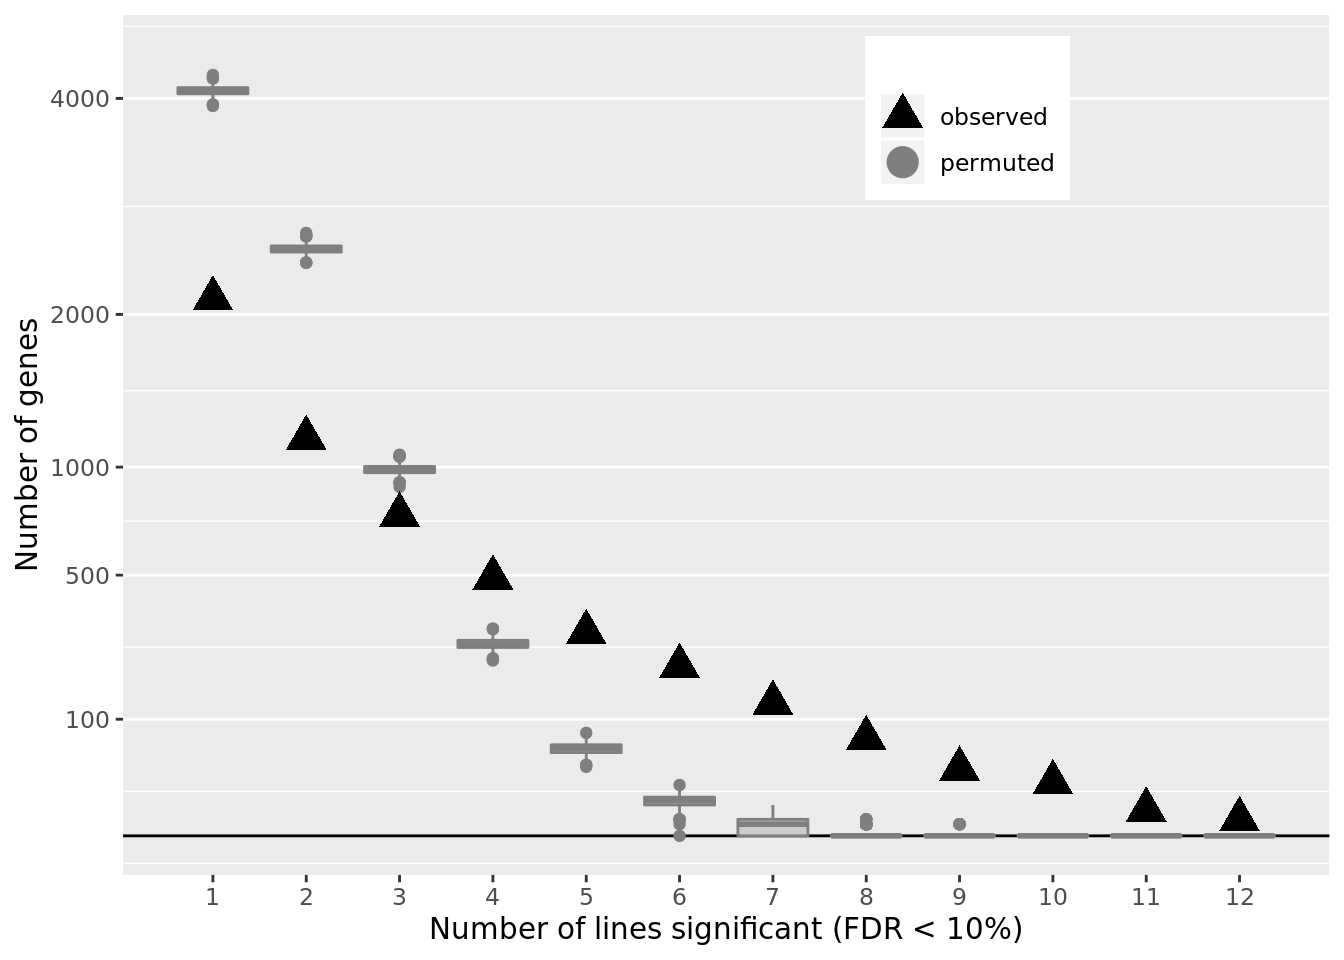 Number of genes
4000
2000
1000
500
100
observed
permuted
1 2 3 4 5 6 7 8 9 10 11 12
Number of lines significant (FDR < 10%)